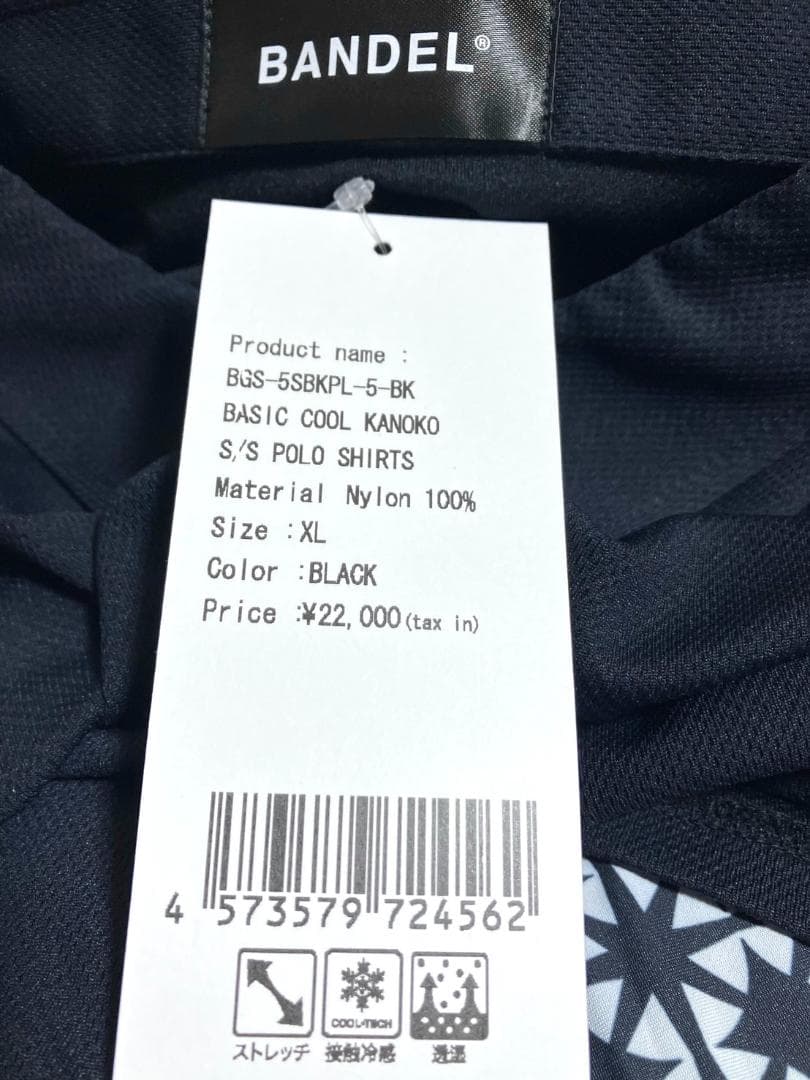 BANDEL®
Product name :
BGS-5SBKPL-5-BK
BASIC COOL KANOKO
S/S POLO SHIRTS
Material Nylon 100%
Size :XL
Color :BLACK
Price :¥22,000(tax in)
4 573579 724562
COOL-TECH
ストレッチ 接触冷感 透湿